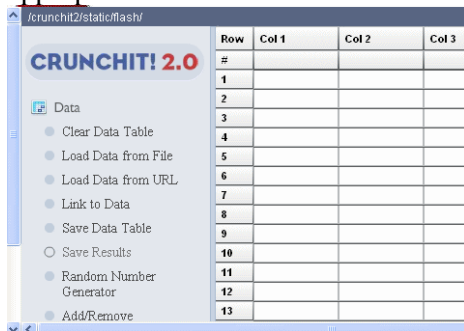 /crunchit2/static/flash/
CRUNCHIT! 2.0
Data
Clear Data Table
Load Data from File
Load Data from URL
Link to Data
Save Data Table
Save Results
Random Number
Generator
Add/Remove
Row Col 1 Col 2 Col 3
#
1
2
3
4
5
6
7
8
9
10
11
12
13